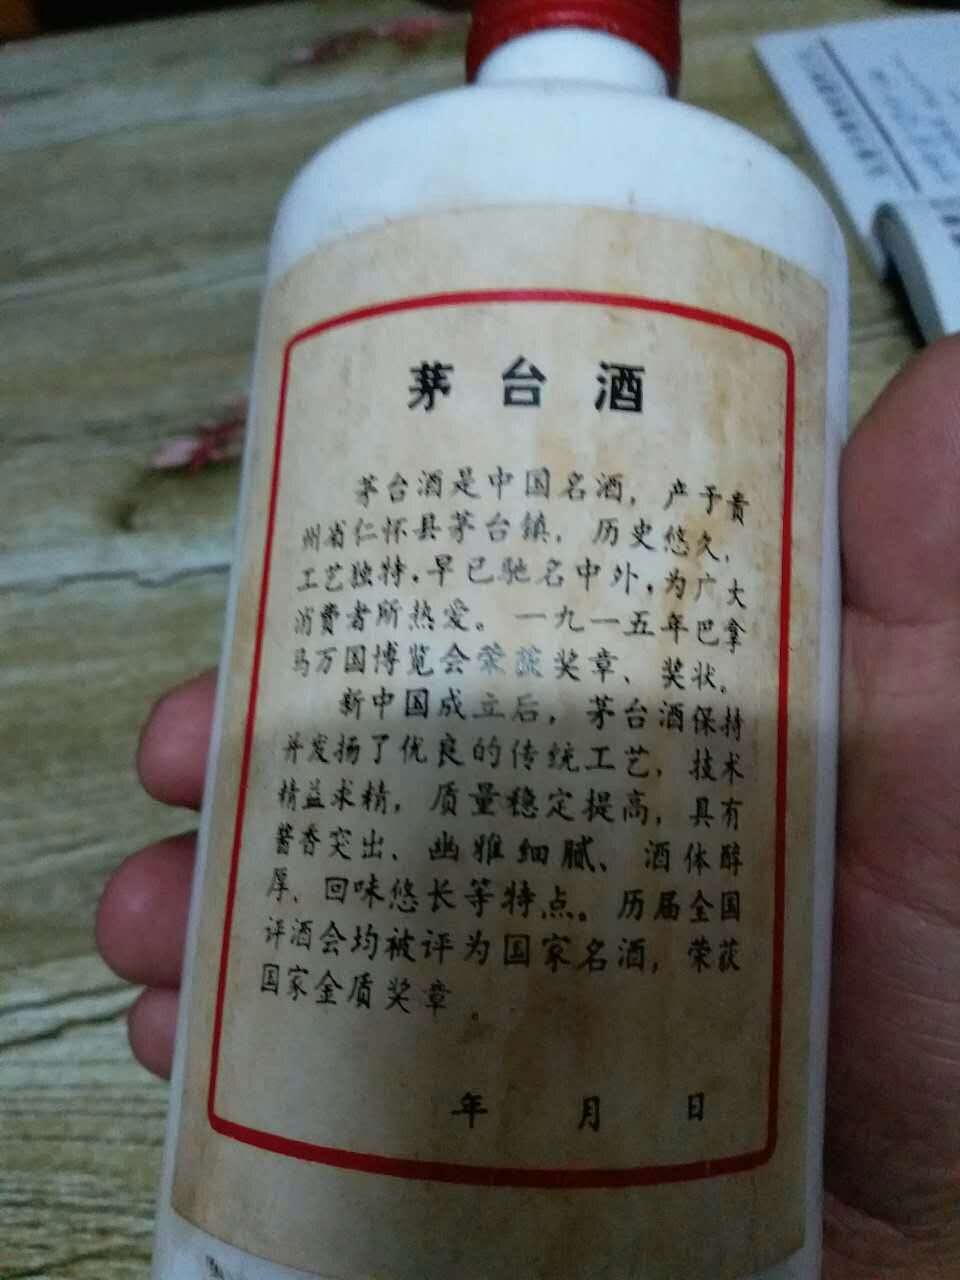 茅台酒
茅台酒是中国名酒，产于贵
州省仁怀县茅台镇，历史悠久，
工艺独特。早已驰名中外。为广大
消费者所热爱。一九一五年巴拿
马万国博览会荣获奖章、奖状。
新中国成立后，茅台酒保持
并发扬了优良的传统工艺，技术
精益求精，质量稳定提高，具有
酱香突出、幽雅细腻、酒体醇
厚、回味悠长等特点。历届全国
评酒会均被评为国家名酒，荣获
国家金质奖章。
年 月 日